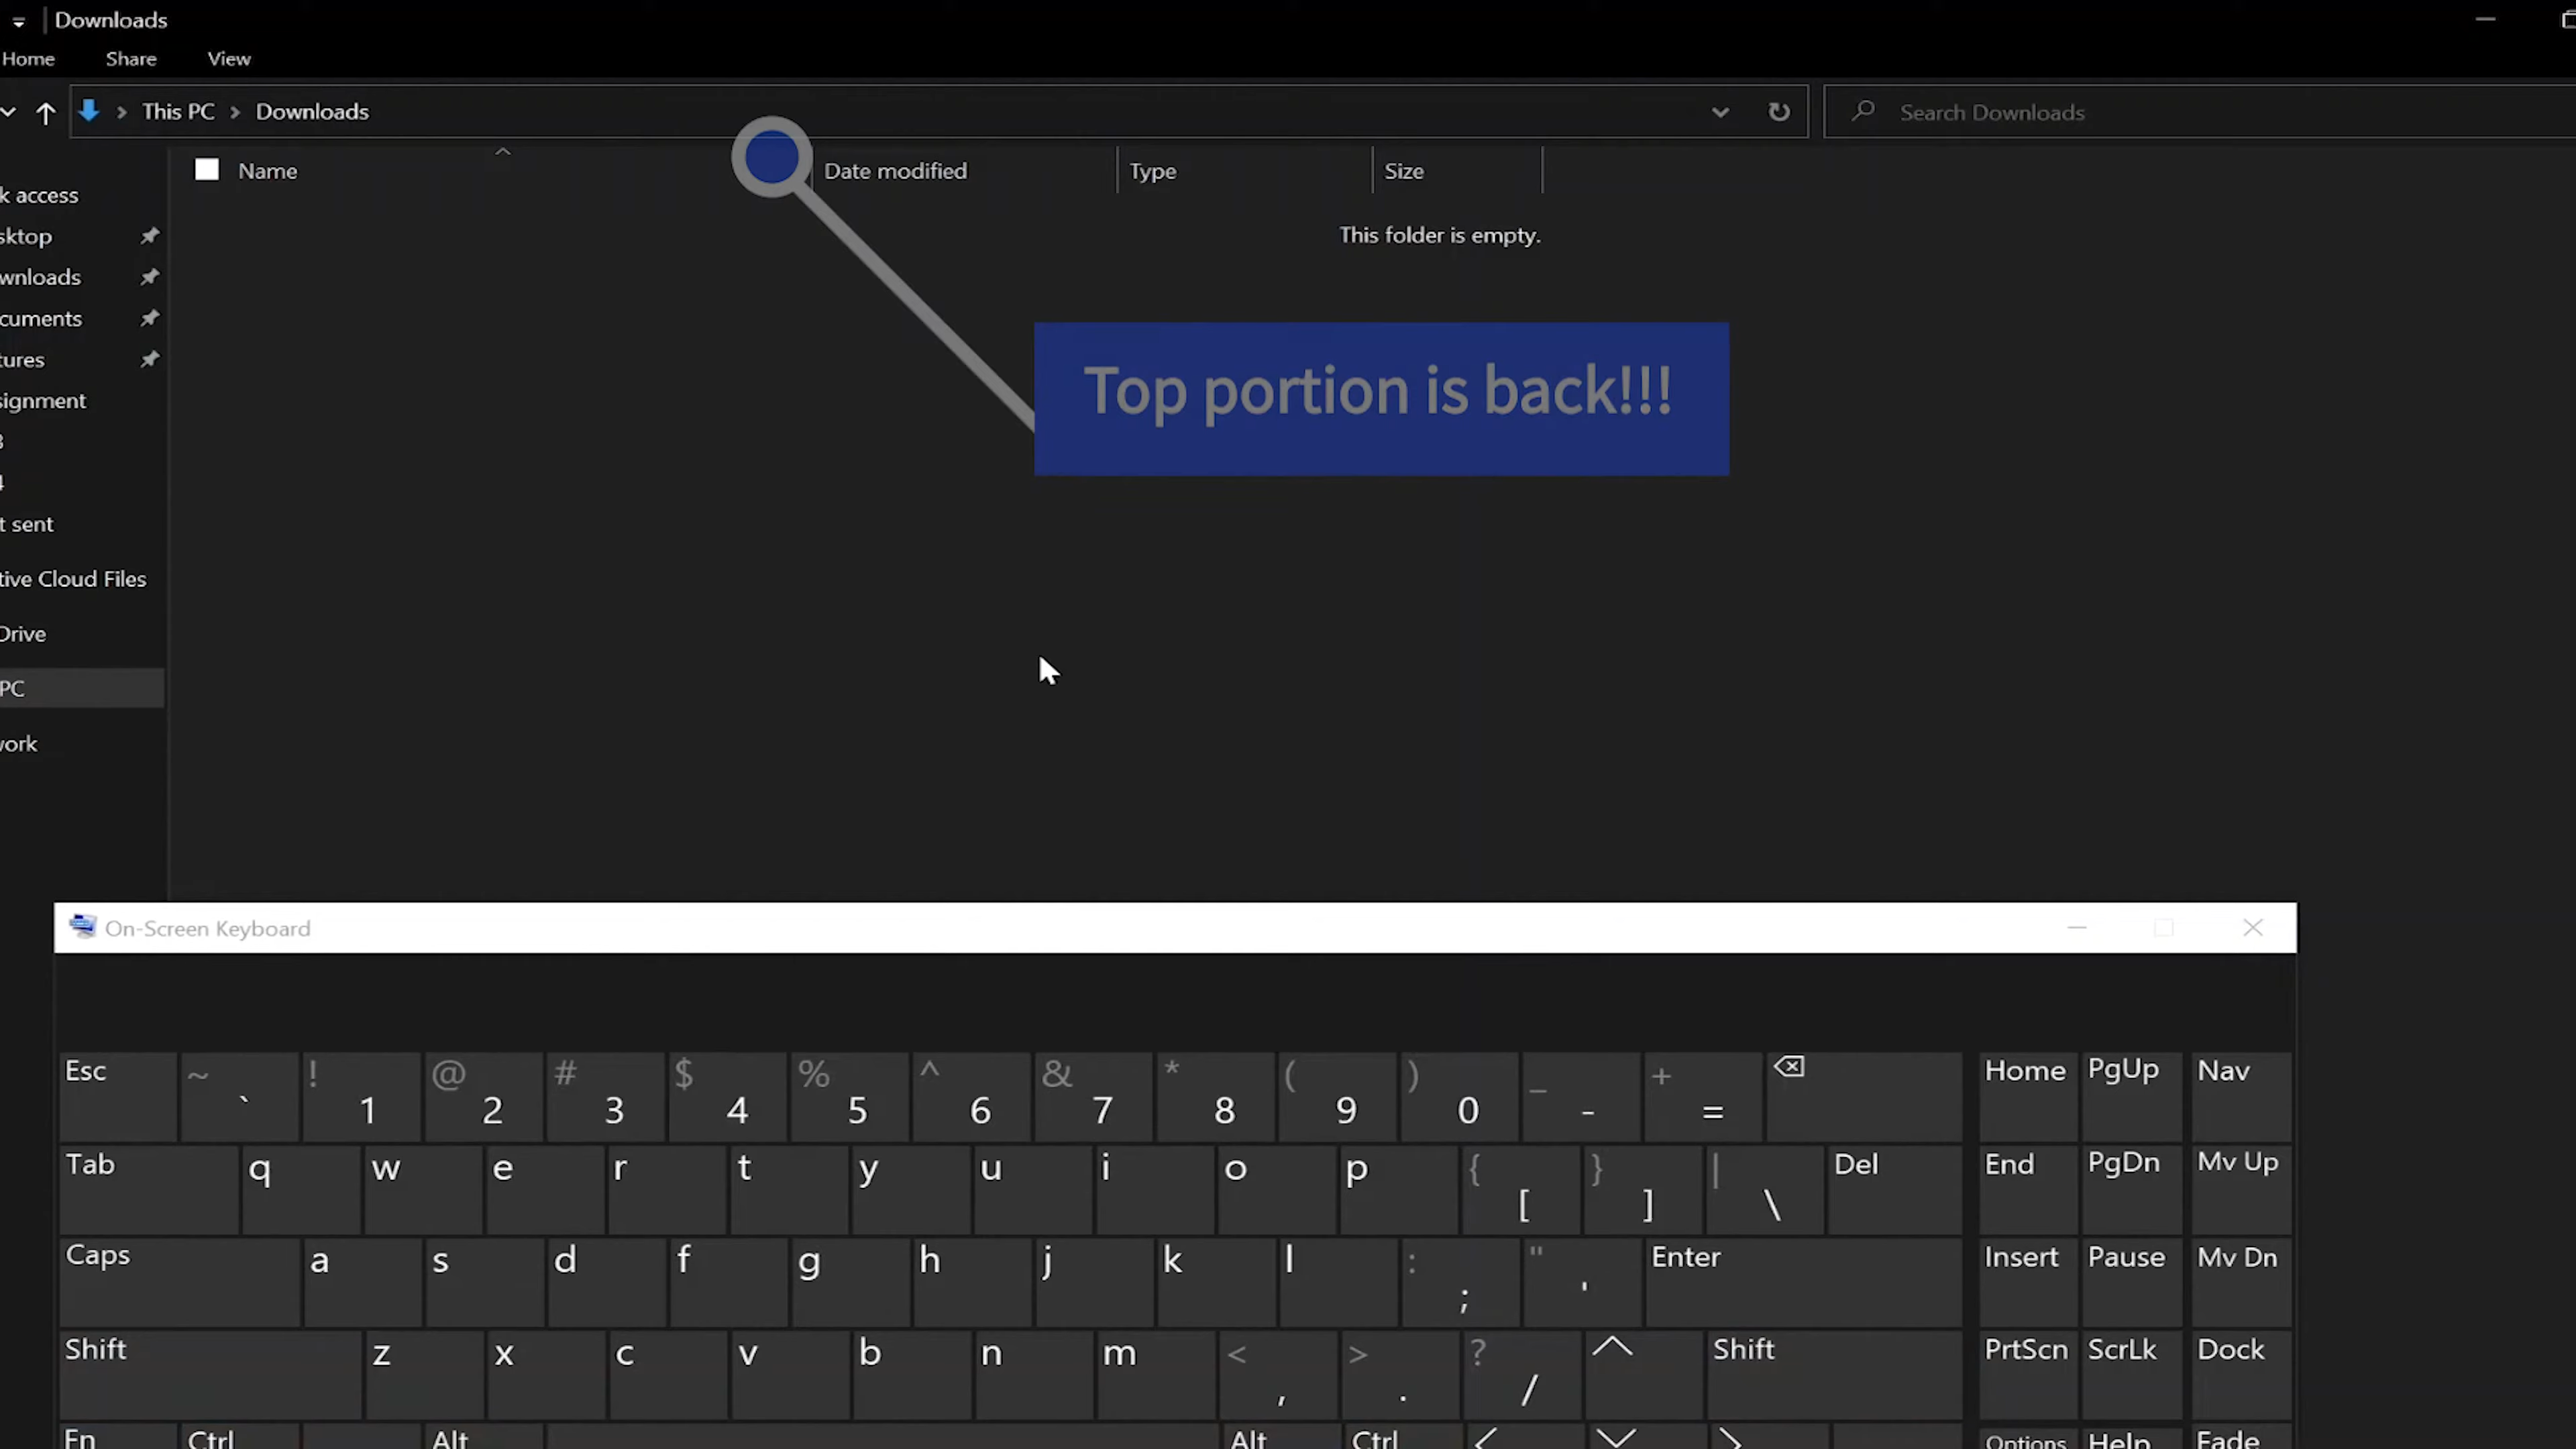 Downloads
Home Share View
This PC > Downloads
Search Downloads
Name Date modified Type Size
This folder is empty.
k access
sktop
wnloads
cuments
tures
signment
3
4
t sent
tive Cloud Files
Drive
PC
work
Top portion is back!!!
On-Screen Keyboard
Esc ~ ` ! 1 @ 2 # 3 $ 4 % 5 ^ 6 & 7 * 8 ( 9 ) 0 _ - + = Home PgUp Nav
Tab q w e r t y u i o p { [ } ] | \ Del End PgDn Mv Up
Caps a s d f g h j k l : ; " ' Enter Insert Pause Mv Dn
Shift z x c v b n m < , > . ? / Shift PrtScn ScrLk Dock
Fn Ctrl Alt Alt Ctrl Options Help Fade